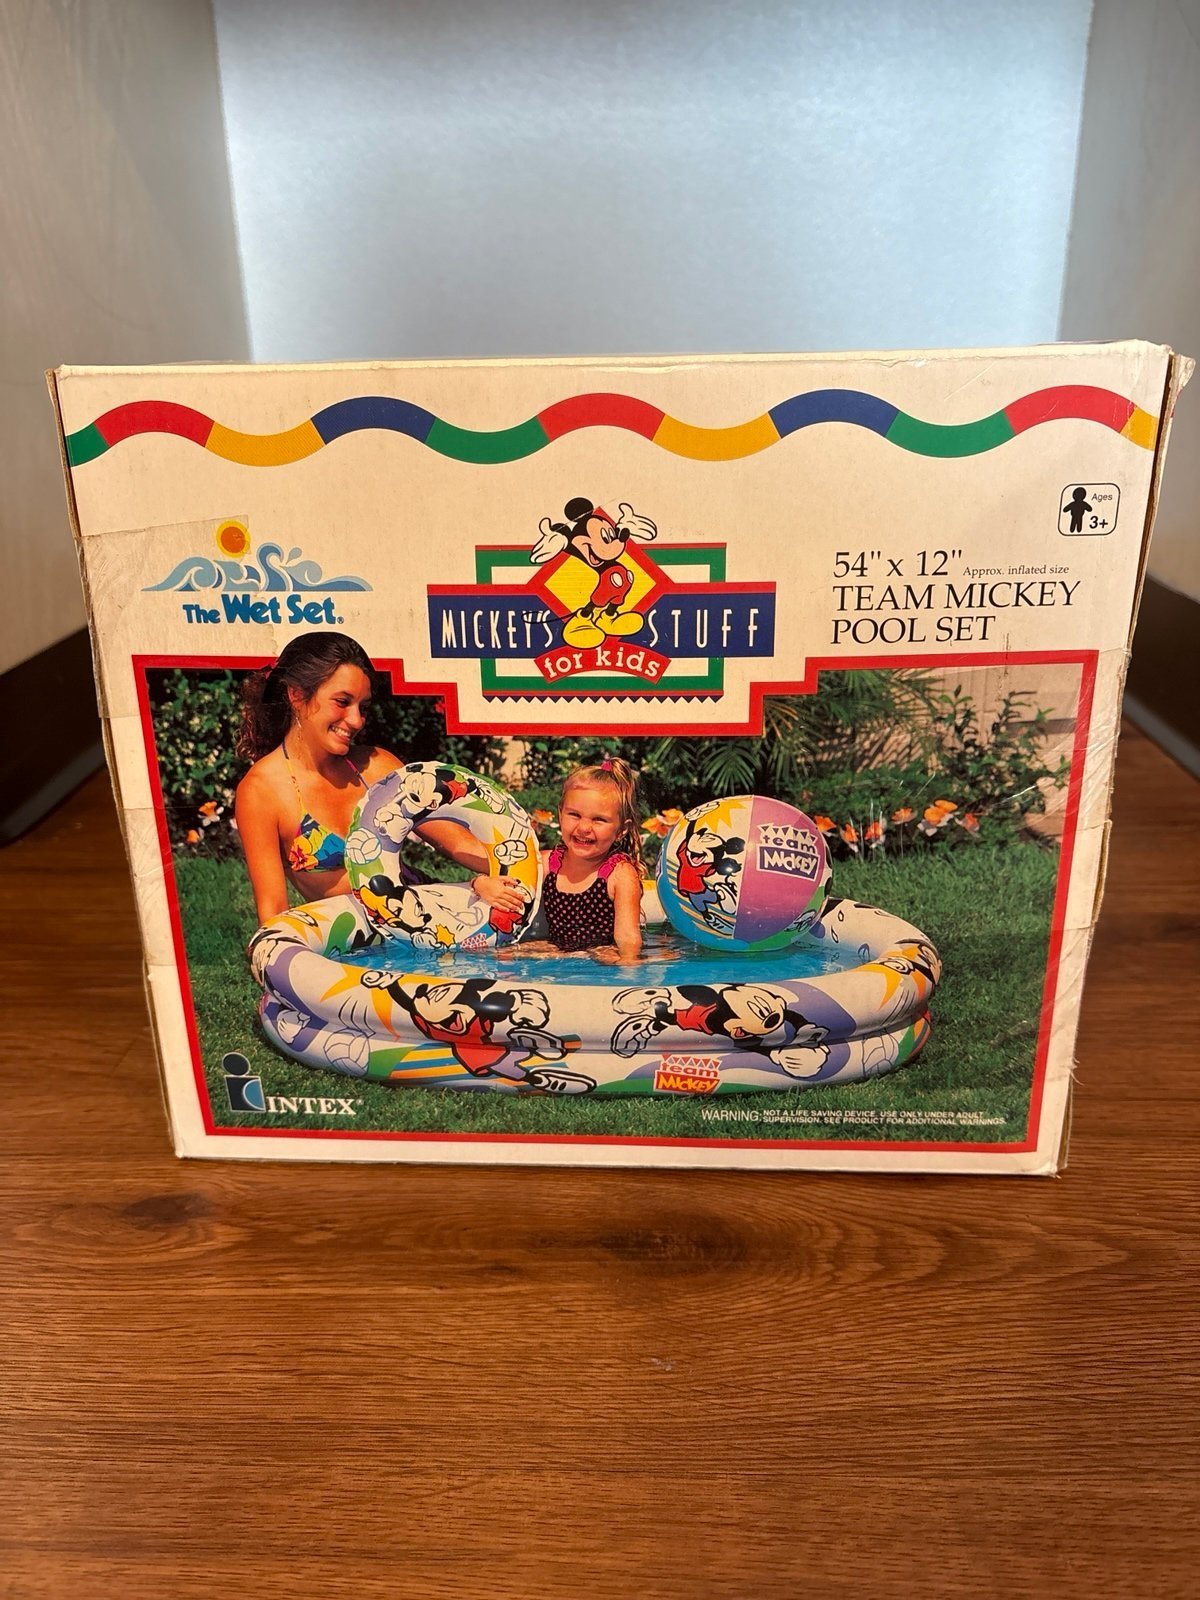 Ages
3+
The Wet Set®
MICKEY'S STUFF
for kids
54" x 12" Approx. inflated size
TEAM MICKEY
POOL SET
team
MICKEY
team
MICKEY
INTEX®
WARNING: NOT A LIFE SAVING DEVICE. USE ONLY UNDER ADULT
SUPERVISION. SEE PRODUCT FOR ADDITIONAL WARNINGS.